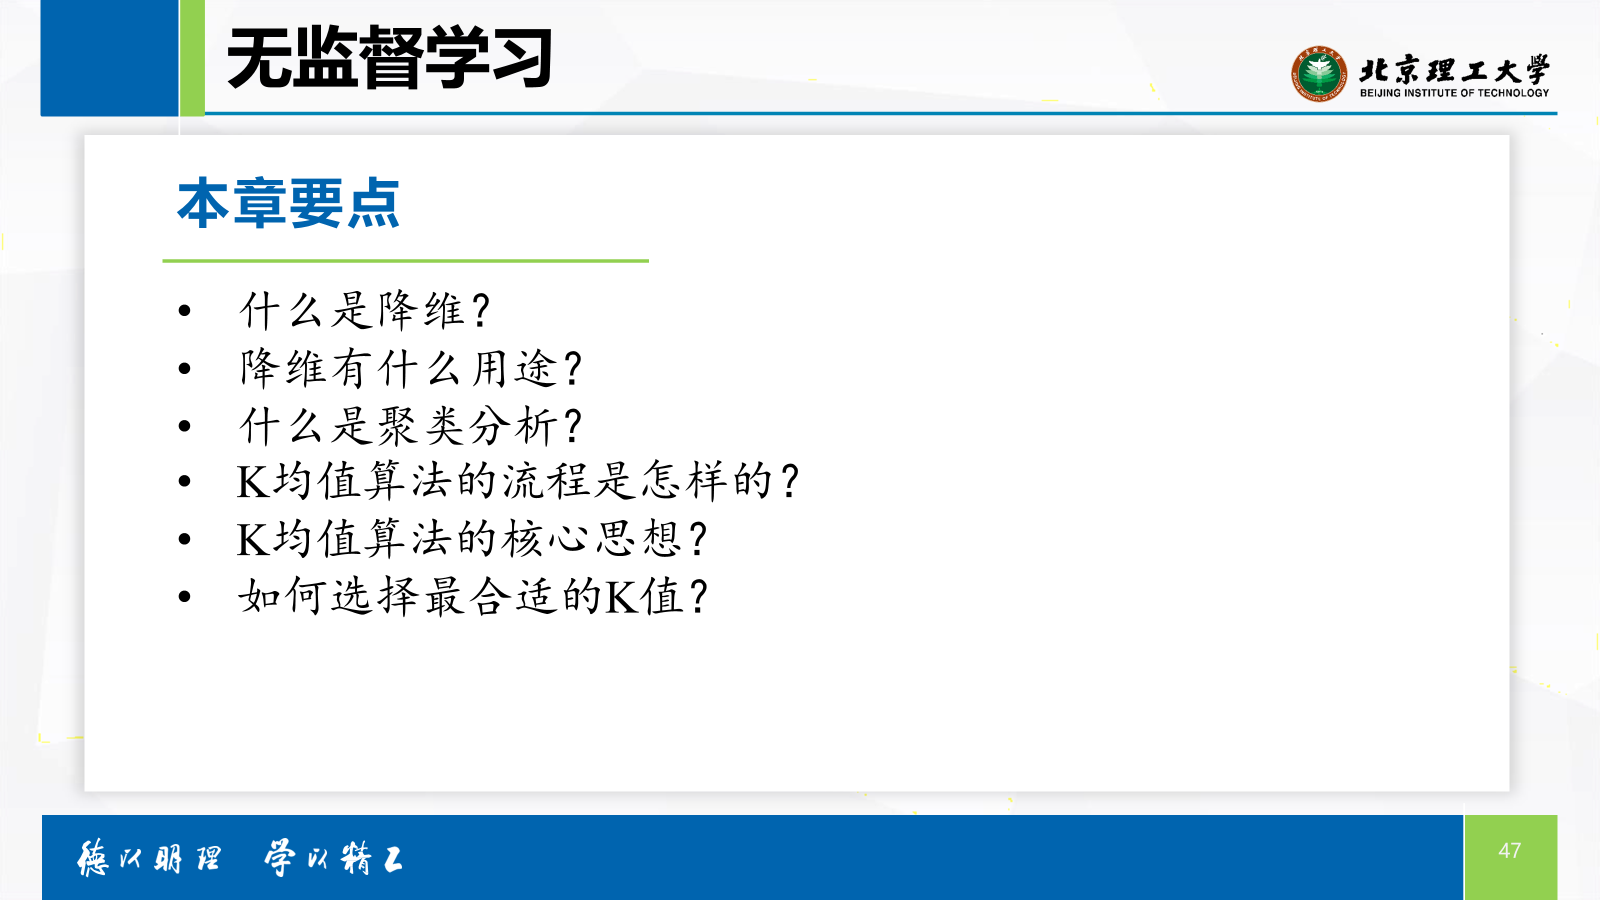 无监督学习
北京理工大学
BEIJING INSTITUTE OF TECHNOLOGY
本章要点
• 什么是降维?
• 降维有什么用途?
• 什么是聚类分析?
• K均值算法的流程是怎样的?
• K均值算法的核心思想?
• 如何选择最合适的K值?
德以明理 学以精工
47